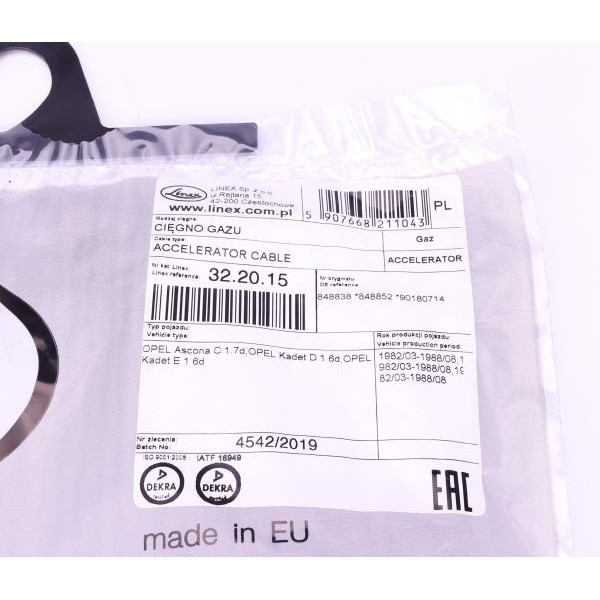 Linex
LINEX Sp. z o.o.
ul. Rejtana 15
42-200 Częstochowa
www.linex.com.pl
5 907668 211043
PL
Rodzaj cięgna:
CIĘGNO GAZU
Gaz
Cable type:
ACCELERATOR CABLE
ACCELERATOR
Nr kat. Linex
Linex reference:
32.20.15
Nr oryginału
OE reference
848838 *848852 *90180714
Typ pojazdu:
Vehicle type:
Rok produkcji pojazdu:
Vehicle production period:
OPEL Ascona C 1.7d,OPEL Kadet D 1.6d,OPEL
Kadet E 1.6d
1982/03-1988/08,1
982/03-1988/08,19
82/03-1988/08
Nr zlecenia:
Batch No:
4542/2019
ISO 9001:2008
IATF 16949
DEKRA
DEKRA
EAC
made in EU